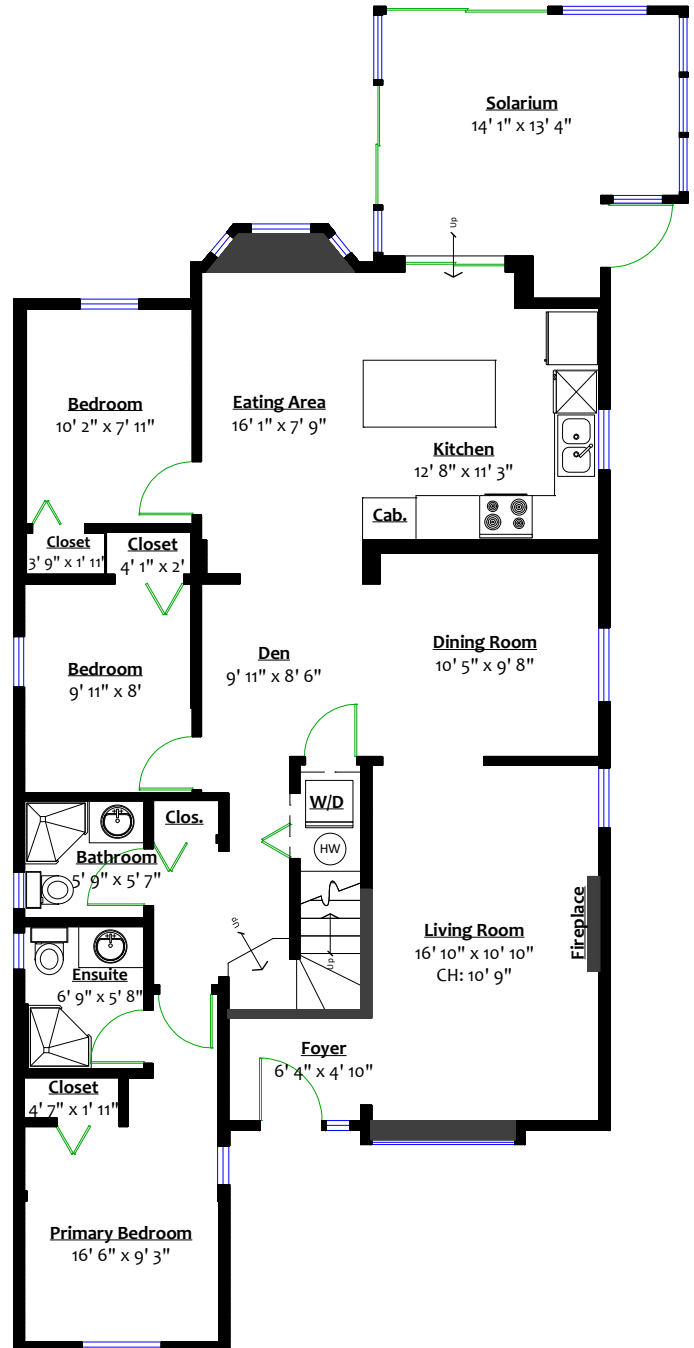 Solarium
14' 1" x 13' 4"
Up
Bedroom
10' 2" x 7' 11"
Eating Area
16' 1" x 7' 9"
Kitchen
12' 8" x 11' 3"
Cab.
Closet
3' 9" x 1' 11"
Closet
4' 1" x 2'
Bedroom
9' 11" x 8'
Den
9' 11" x 8' 6"
Dining Room
10' 5" x 9' 8"
W/D
HW
Clos.
Bathroom
5' 9" x 5' 7"
Up
Up
Living Room
16' 10" x 10' 10"
CH: 10' 9"
Fireplace
Ensuite
6' 9" x 5' 8"
Foyer
6' 4" x 4' 10"
Closet
4' 7" x 1' 11"
Primary Bedroom
16' 6" x 9' 3"